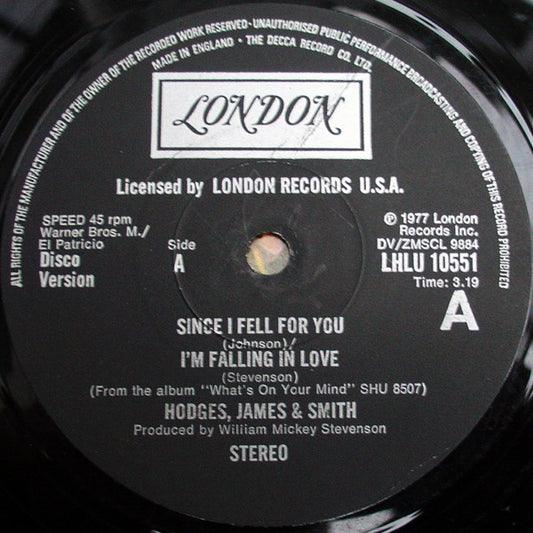 ALL RIGHTS OF THE MANUFACTURER AND OF THE OWNER OF THE RECORDED WORK RESERVED · UNAUTHORISED PUBLIC PERFORMANCE BROADCASTING AND COPYING OF THIS RECORD PROHIBITED
MADE IN ENGLAND · THE DECCA RECORD CO. LTD.
LONDON
Licensed by LONDON RECORDS U.S.A.
SPEED 45 rpm
Warner Bros. M./
El Patricio
Disco
Version
Side
A
℗ 1977 London
Records Inc.
DV/ZMSCL 9884
LHLU 10551
Time: 3.19
A
SINCE I FELL FOR YOU
(Johnson)/
I'M FALLING IN LOVE
(Stevenson)
(From the album "What's On Your Mind" SHU 8507)
HODGES, JAMES & SMITH
Produced by William Mickey Stevenson
STEREO